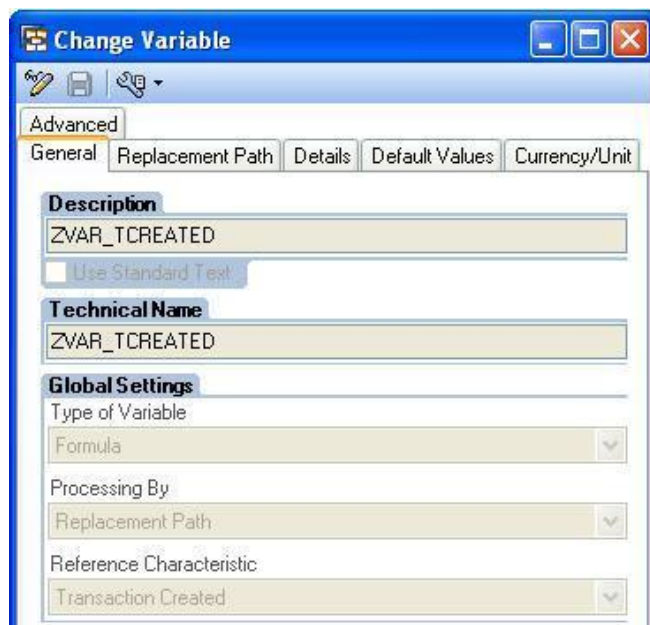 Change Variable
Advanced
General Replacement Path Details Default Values Currency/Unit
Description
ZVAR_TCREATED
Use Standard Text
Technical Name
ZVAR_TCREATED
Global Settings
Type of Variable
Formula
Processing By
Replacement Path
Reference Characteristic
Transaction Created